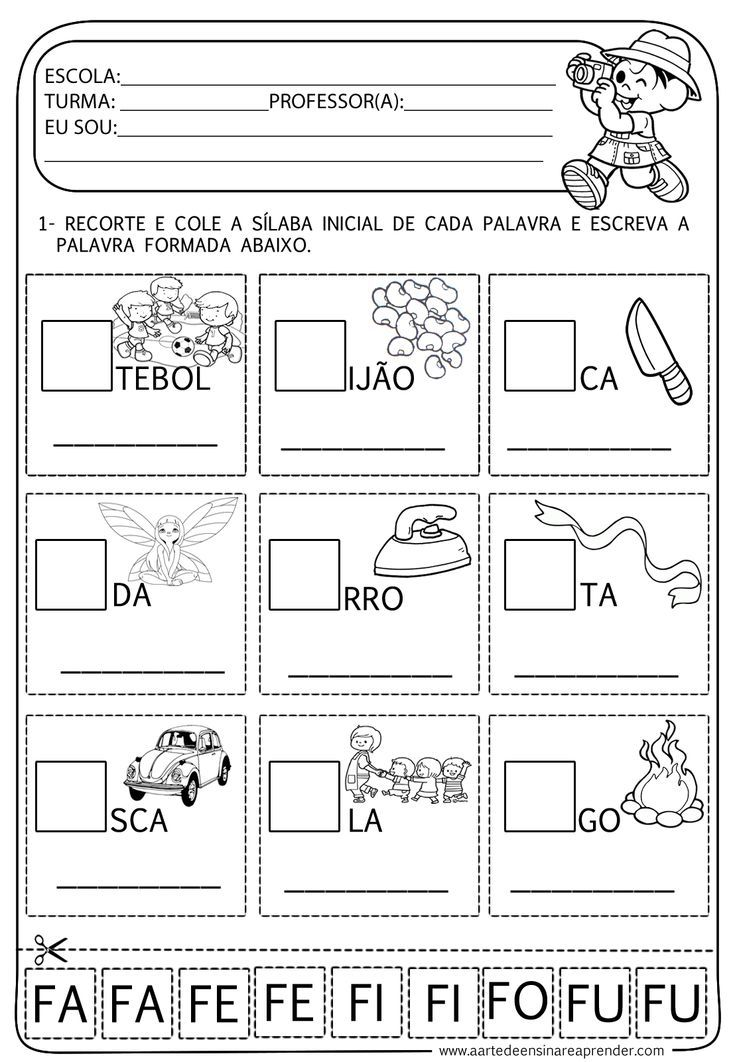 ESCOLA:
TURMA: PROFESSOR(A):
EU SOU:
1- RECORTE E COLE A SÍLABA INICIAL DE CADA PALAVRA E ESCREVA A
PALAVRA FORMADA ABAIXO.
TEBOL
IJÃO
CA
DA
RRO
TA
SCA
LA
GO
FA FA FE FE FI FI FO FU FU
www.aartedeensinareaprender.com